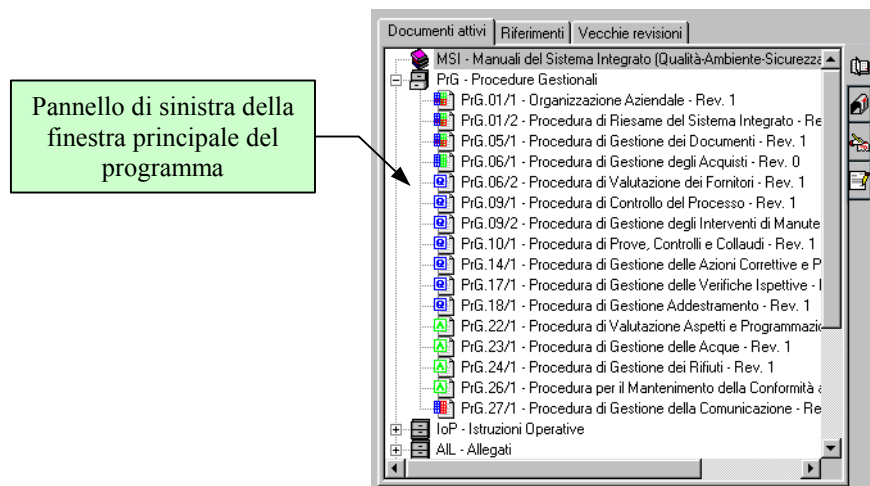 Documenti attivi Riferimenti Vecchie revisioni
MSI - Manuali del Sistema Integrato (Qualità-Ambiente-Sicurezza
PrG - Procedure Gestionali
PrG.01/1 - Organizzazione Aziendale - Rev. 1
PrG.01/2 - Procedura di Riesame del Sistema Integrato - Re
PrG.05/1 - Procedura di Gestione dei Documenti - Rev. 1
PrG.06/1 - Procedura di Gestione degli Acquisti - Rev. 0
PrG.06/2 - Procedura di Valutazione dei Fornitori - Rev. 1
PrG.09/1 - Procedura di Controllo del Processo - Rev. 1
PrG.09/2 - Procedura di Gestione degli Interventi di Manute
PrG.10/1 - Procedura di Prove, Controlli e Collaudi - Rev. 1
PrG.14/1 - Procedura di Gestione delle Azioni Correttive e P
PrG.17/1 - Procedura di Gestione delle Verifiche Ispettive -
PrG.18/1 - Procedura di Gestione Addestramento - Rev. 1
PrG.22/1 - Procedura di Valutazione Aspetti e Programmazio
PrG.23/1 - Procedura di Gestione delle Acque - Rev. 1
PrG.24/1 - Procedura di Gestione dei Rifiuti - Rev. 1
PrG.26/1 - Procedura per il Mantenimento della Conformità a
PrG.27/1 - Procedura di Gestione della Comunicazione - Re
IoP - Istruzioni Operative
AlL - Allegati
Pannello di sinistra della
finestra principale del
programma